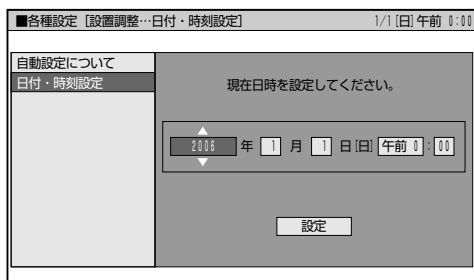 ■各種設定［設置調整…日付・時刻設定］ 1/1[日]午前 0:00
自動設定について
日付・時刻設定
現在日時を設定してください。
2006 年 1 月 1 日[日] 午前 0 : 00
設定